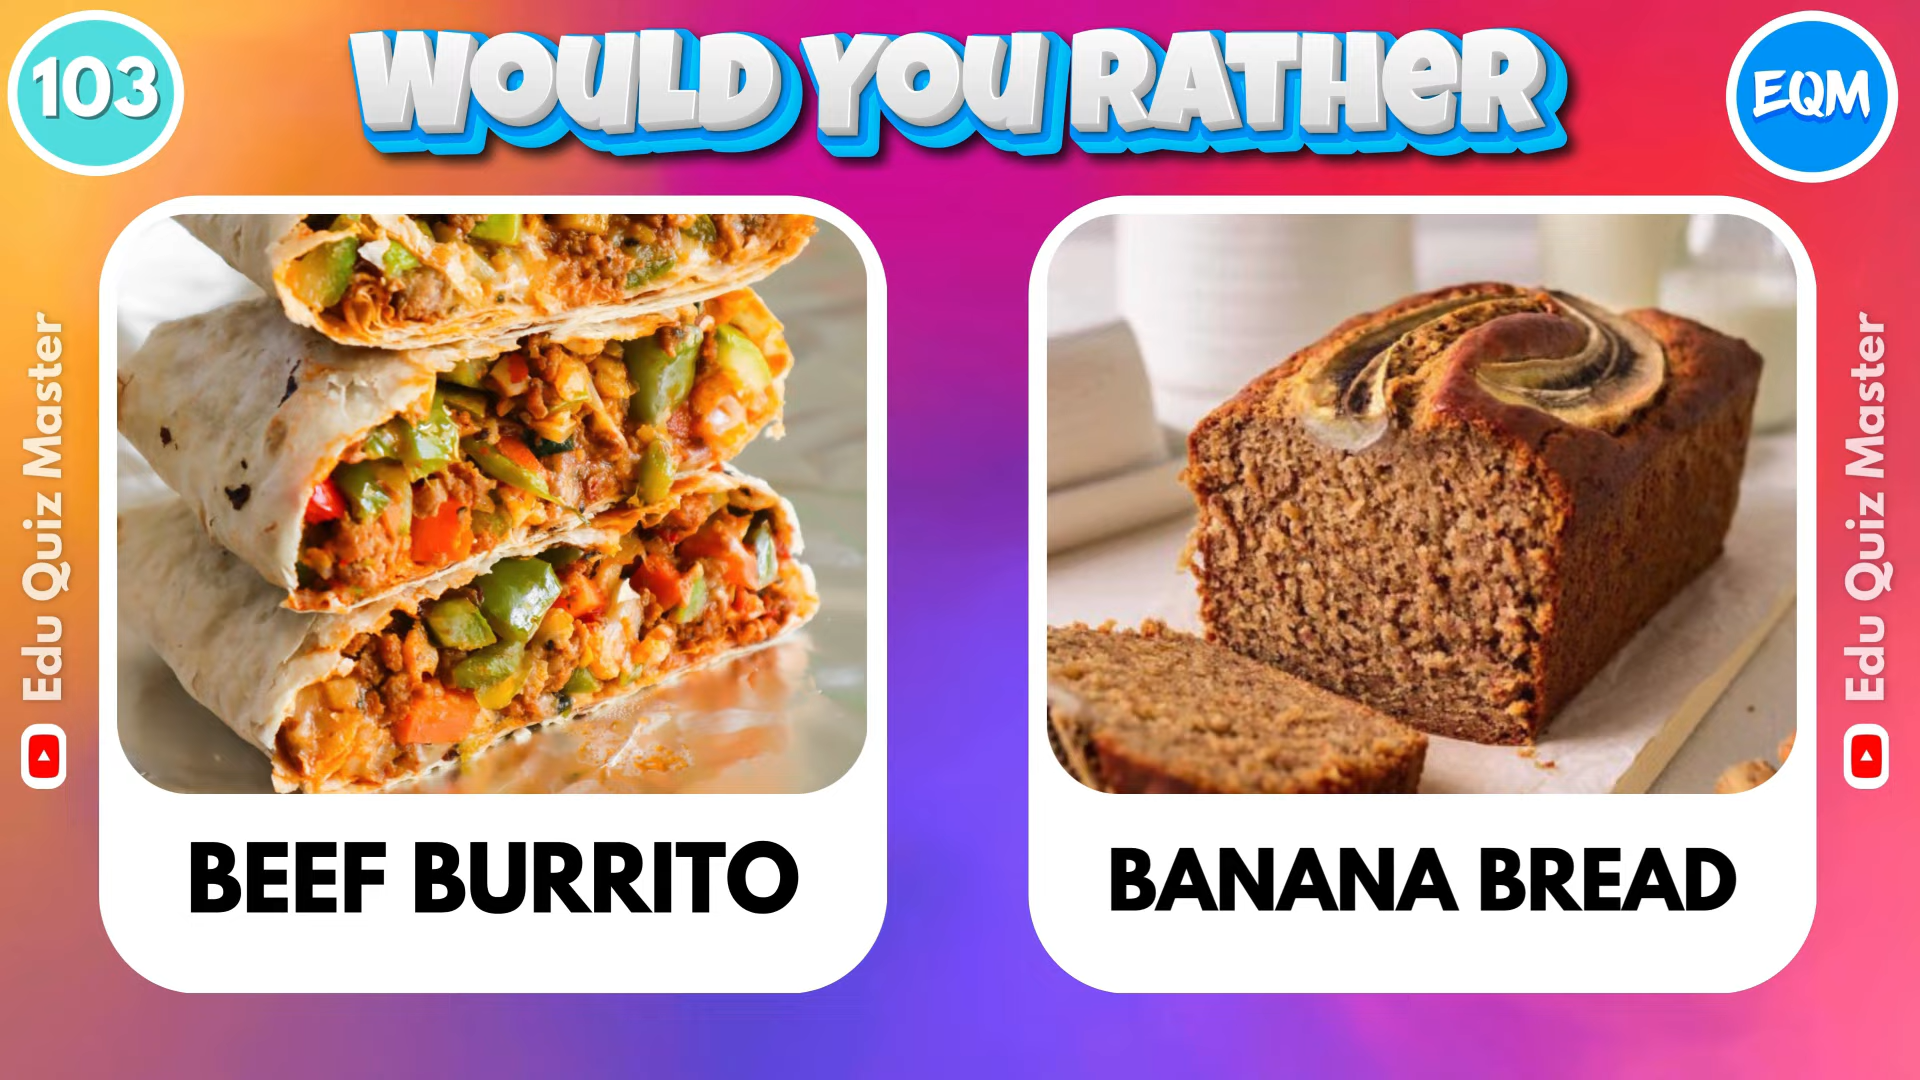 103
WOULD YOU RATHER
EQM
Edu Quiz Master
BEEF BURRITO
BANANA BREAD
Edu Quiz Master